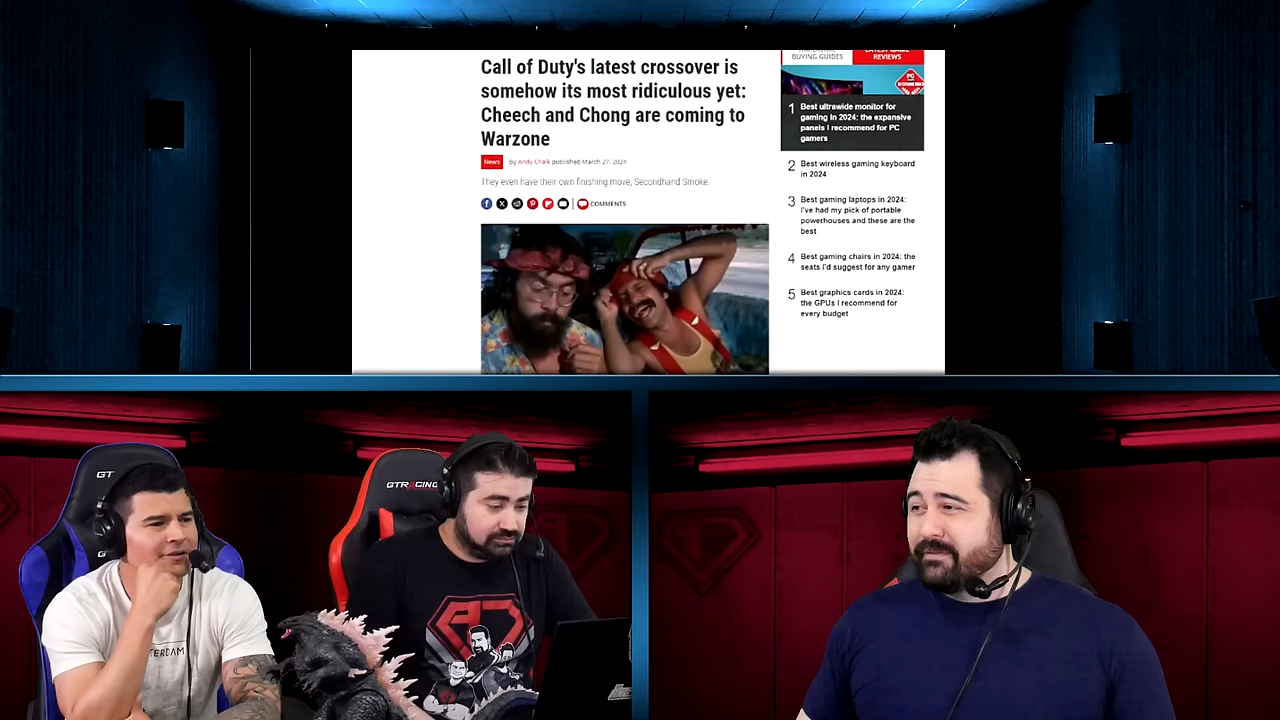 Call of Duty's latest crossover is
somehow its most ridiculous yet:
Cheech and Chong are coming to
Warzone
News
By Andy Chalk published March 27, 2024
They even have their own finishing move, Secondhand Smoke.
COMMENTS
BUYING GUIDES
REVIEWS
1 Best ultrawide monitor for
gaming in 2024: the expansive
panels I recommend for PC
gamers
2 Best wireless gaming keyboard
in 2024
3 Best gaming laptops in 2024:
I've had my pick of portable
powerhouses and these are the
best
4 Best gaming chairs in 2024: the
seats I'd suggest for any gamer
5 Best graphics cards in 2024:
the GPUs I recommend for
every budget
GT
GTRACING
TERDAM